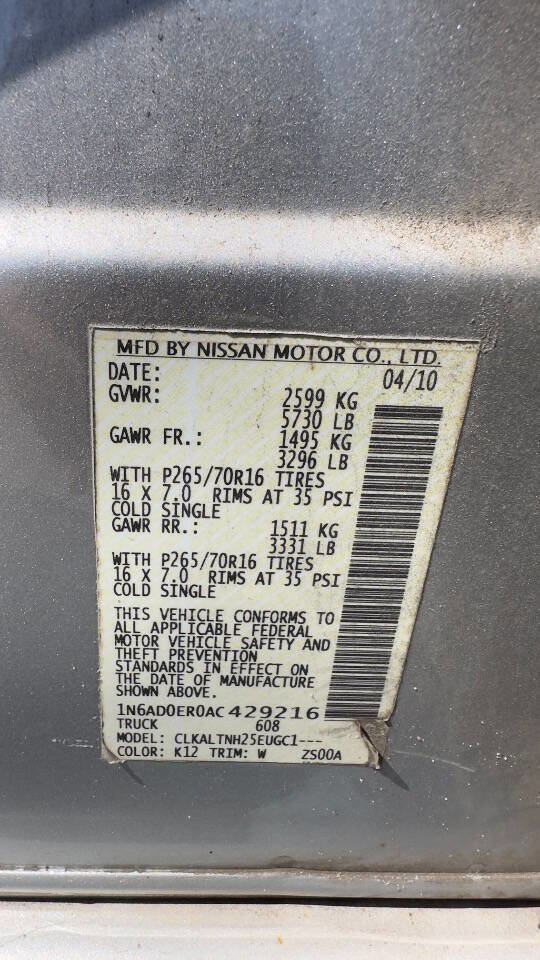 MFD BY NISSAN MOTOR CO., LTD.
DATE: 04/10
GVWR: 2599 KG
5730 LB
GAWR FR.: 1495 KG
3296 LB
WITH P265/70R16 TIRES
16 X 7.0 RIMS AT 35 PSI
COLD SINGLE
GAWR RR.: 1511 KG
3331 LB
WITH P265/70R16 TIRES
16 X 7.0 RIMS AT 35 PSI
COLD SINGLE
THIS VEHICLE CONFORMS TO
ALL APPLICABLE FEDERAL
MOTOR VEHICLE SAFETY AND
THEFT PREVENTION
STANDARDS IN EFFECT ON
THE DATE OF MANUFACTURE
SHOWN ABOVE.
1N6AD0ER0AC 429216
TRUCK 608
MODEL: CLKALTNH25EUGC1---
COLOR: K12 TRIM: W ZS00A